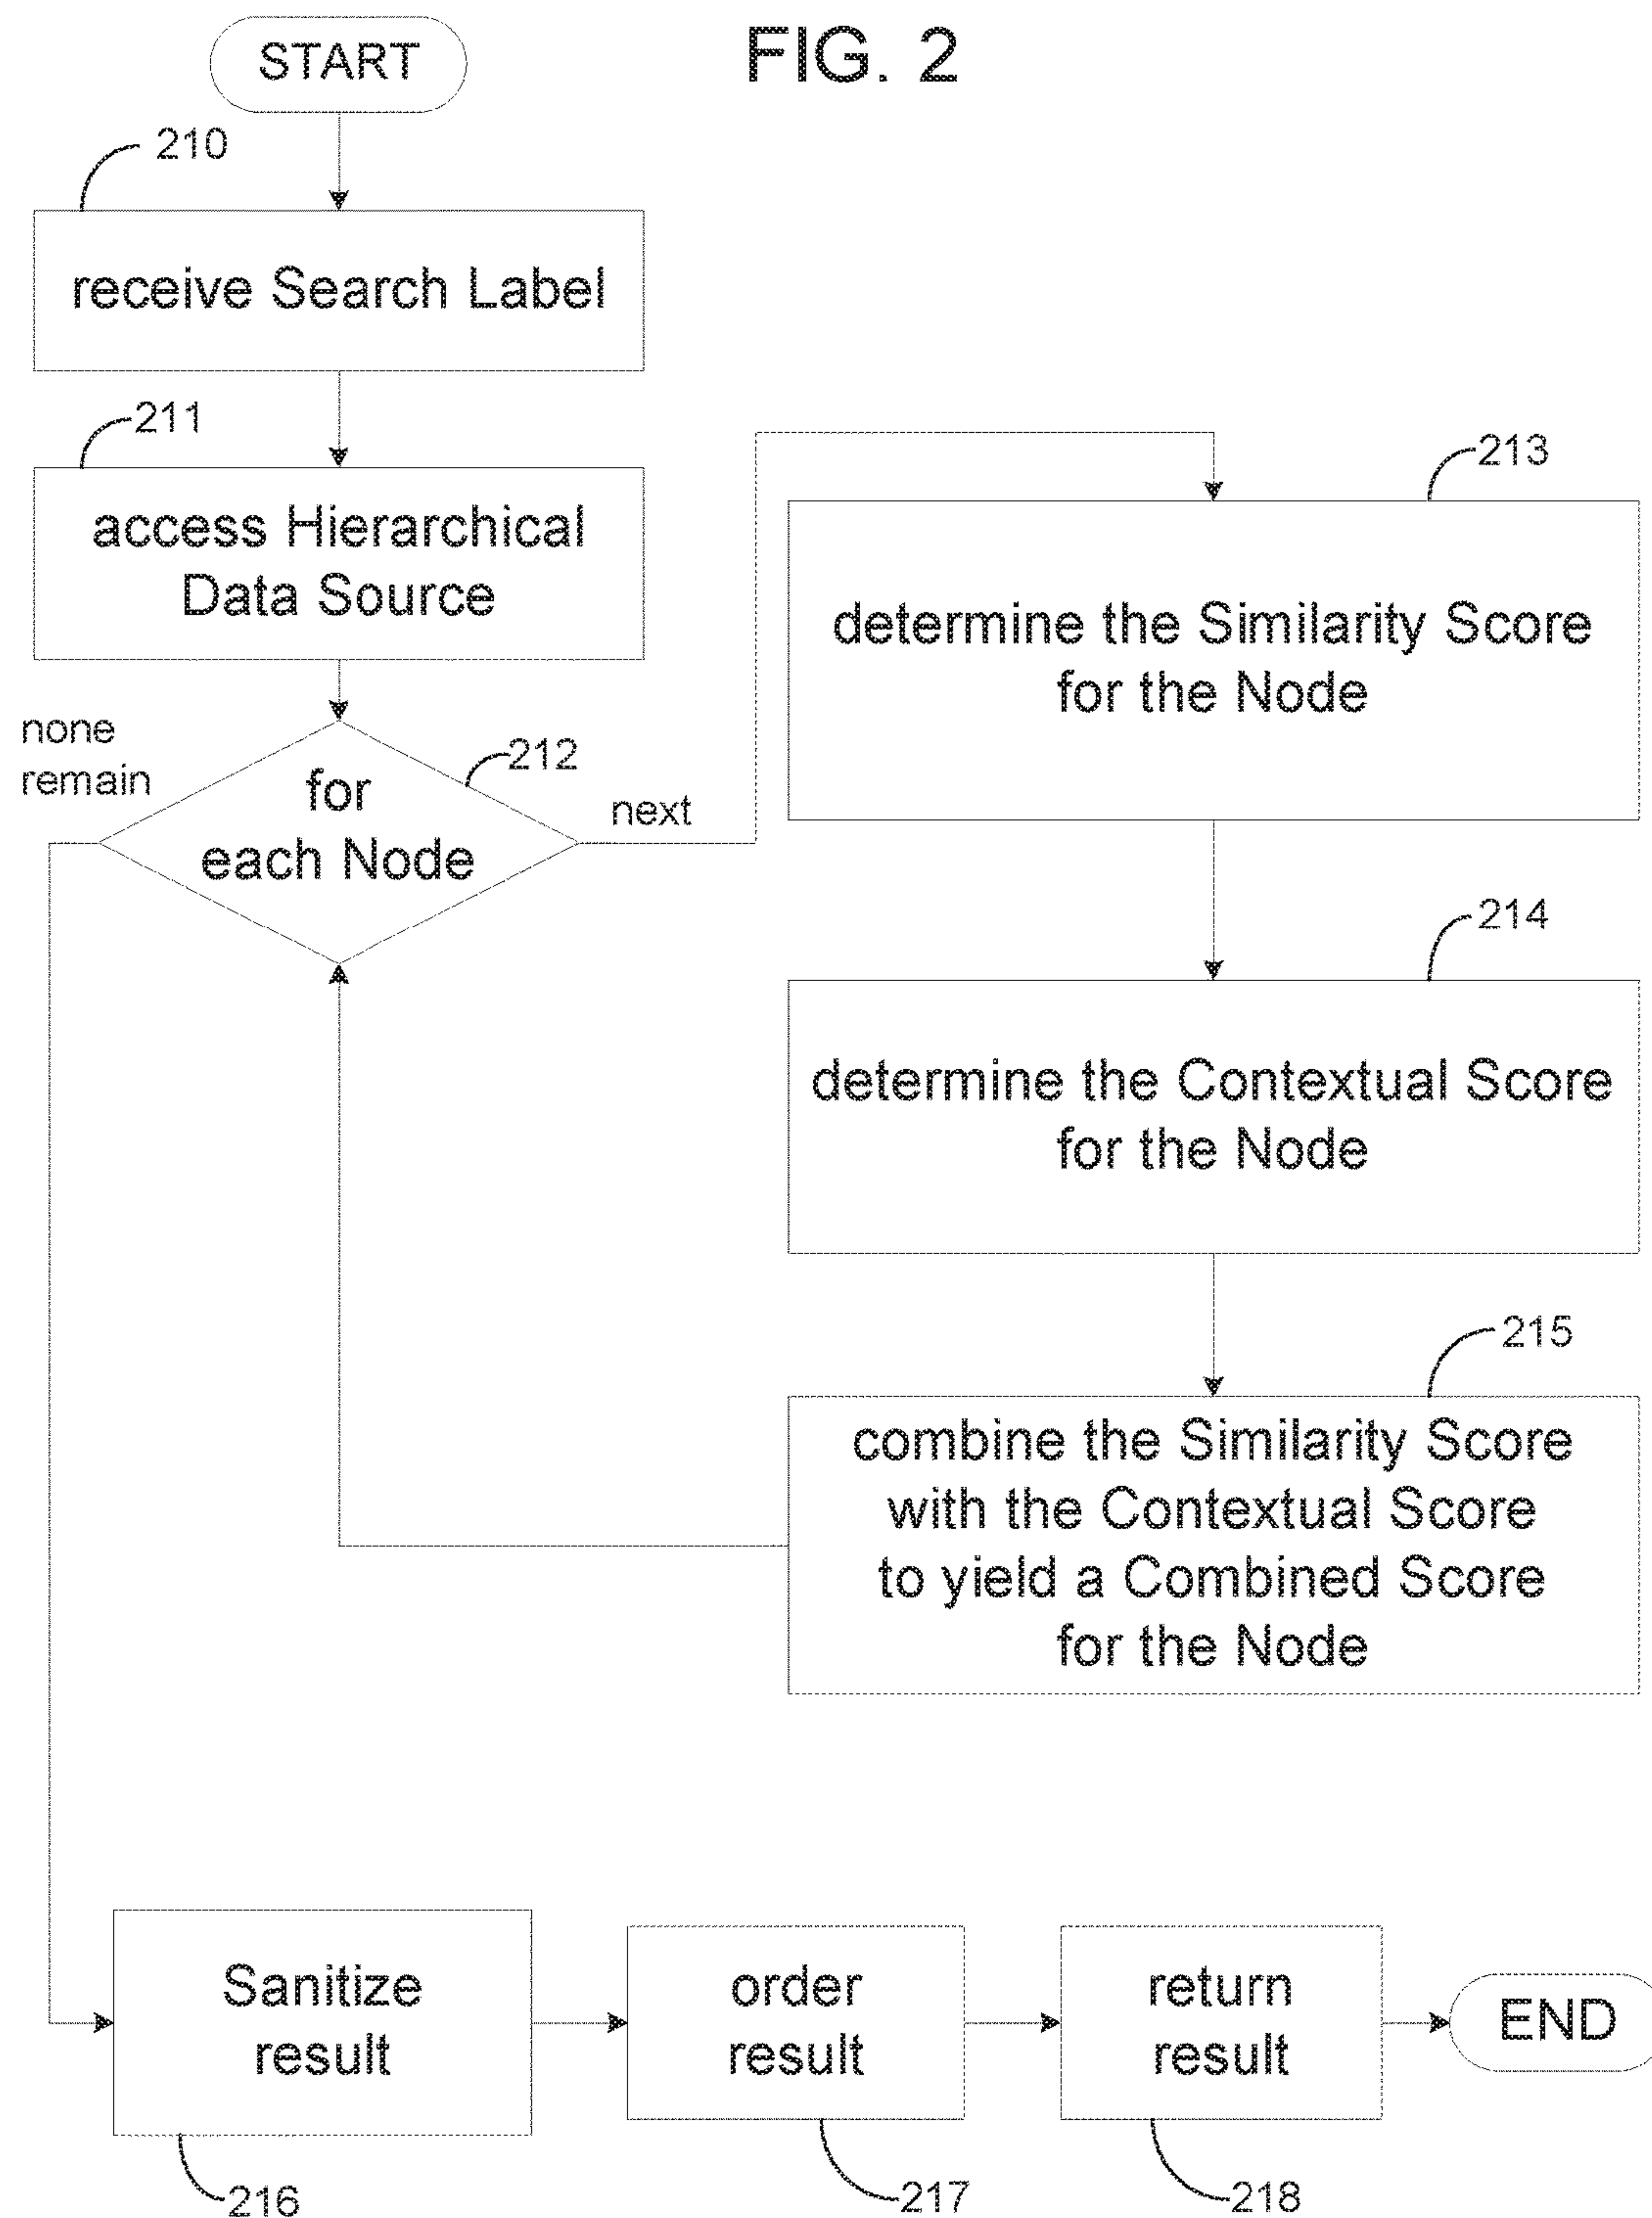 FIG. 2
START
210
receive Search Label
211
access Hierarchical
Data Source
none
remain
212
for
each Node
next
213
determine the Similarity Score
for the Node
214
determine the Contextual Score
for the Node
215
combine the Similarity Score
with the Contextual Score
to yield a Combined Score
for the Node
Sanitize
result
216
order
result
217
return
result
218
END